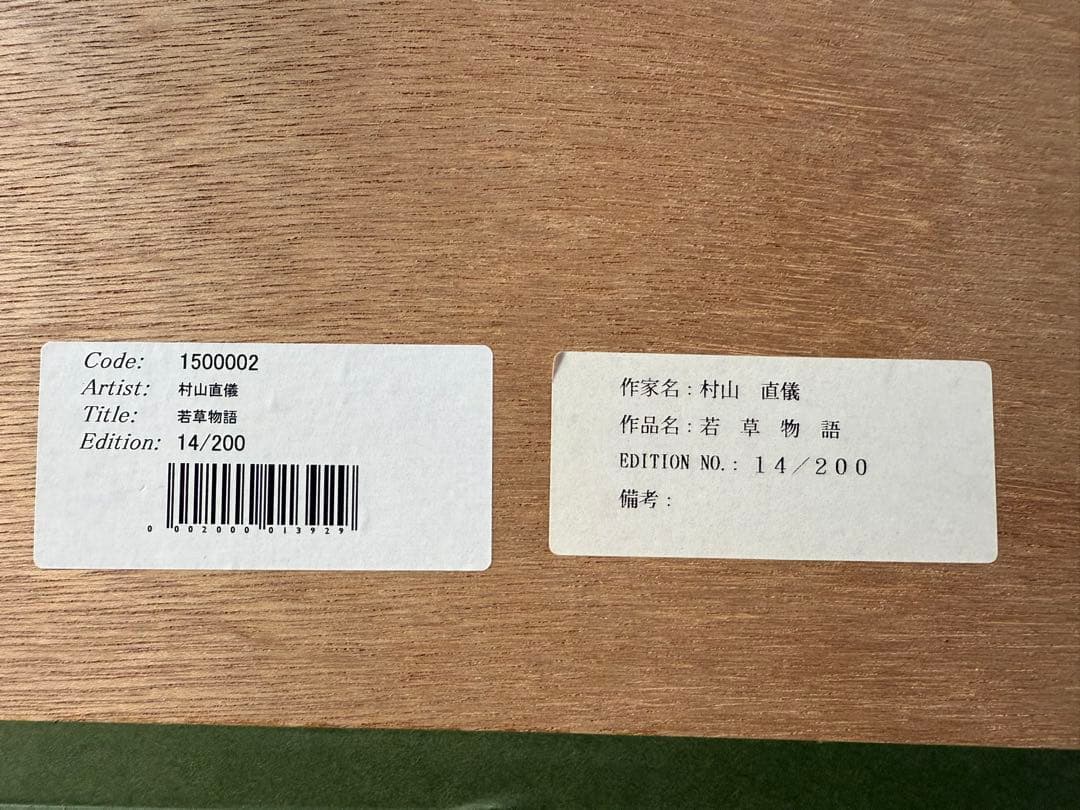 Code: 1500002
Artist: 村山直儀
Title: 若草物語
Edition: 14/200
0 002000 013929
作家名：村山　直儀
作品名：若　草　物　語
EDITION NO.： １４／２００
備考：